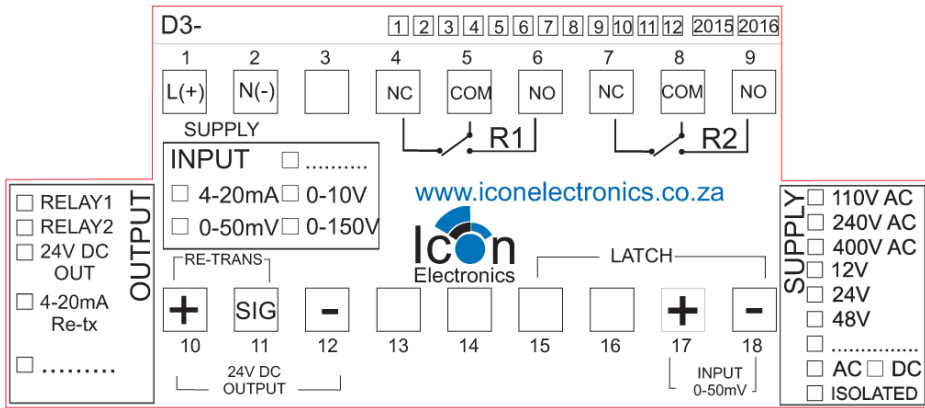 D3- 1 2 3 4 5 6 7 8 9 10 11 12 2015 2016
1 2 3 4 5 6 7 8 9
L(+) N(-) NC COM NO NC COM NO
SUPPLY
R1 R2
INPUT ..........
4-20mA 0-10V
0-50mV 0-150V
www.iconelectronics.co.za
Icon
Electronics
OUTPUT
RELAY1
RELAY2
24V DC
OUT
4-20mA
Re-tx
.........
SUPPLY
110V AC
240V AC
400V AC
12V
24V
48V
...............
AC DC
ISOLATED
RE-TRANS
LATCH
+ SIG - + -
10 11 12 13 14 15 16 17 18
24V DC
OUTPUT
INPUT
0-50mV